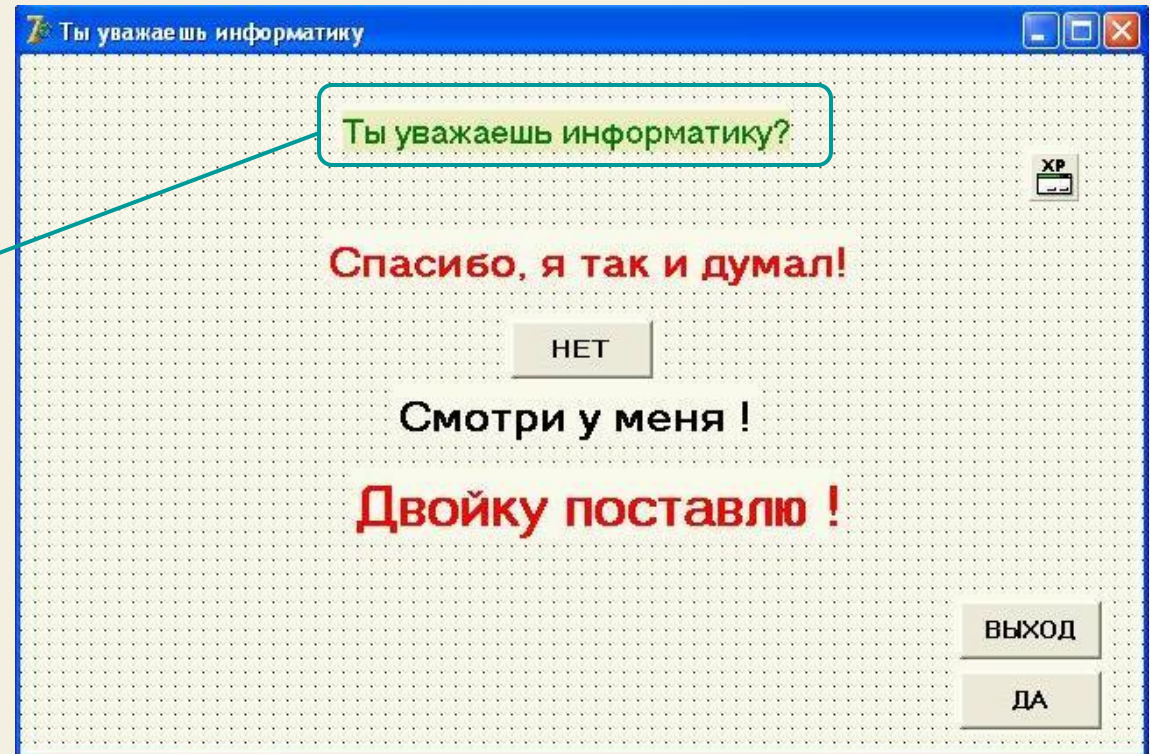 Ты уважаешь информатику
Ты уважаешь информатику?
XP
Спасибо, я так и думал!
НЕТ
Смотри у меня !
Двойку поставлю !
ВЫХОД
ДА